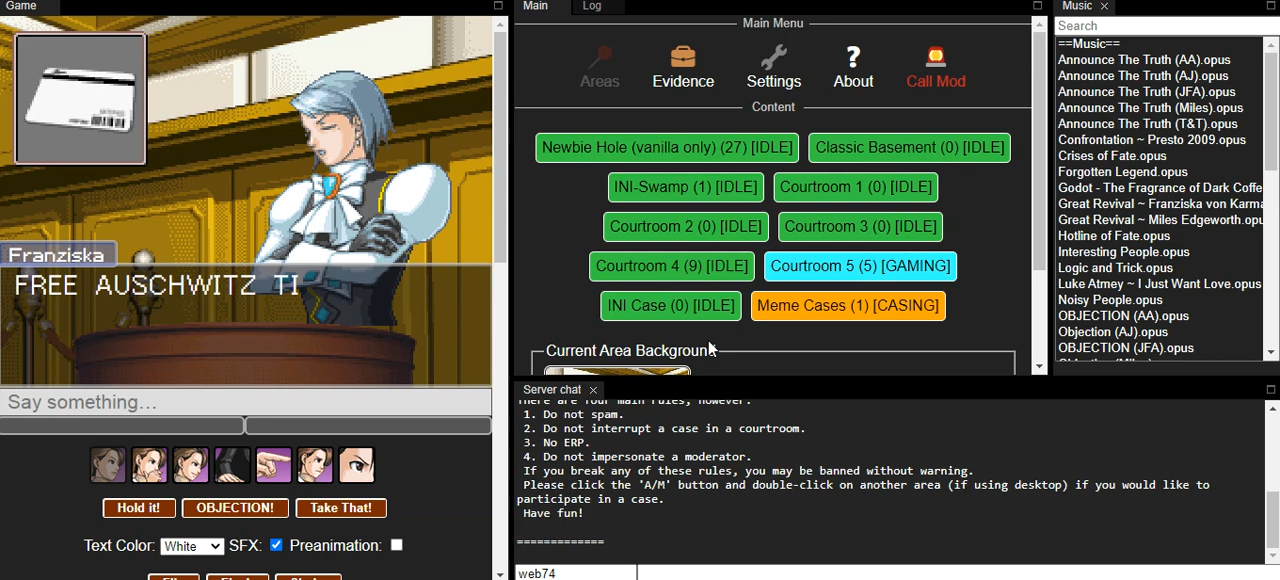 Game
Main
Log
Music
Main Menu
Search
==Music==
Areas
Evidence
Settings
About
Call Mod
Content
Newbie Hole (vanilla only) (27) [IDLE]
Classic Basement (0) [IDLE]
INI-Swamp (1) [IDLE]
Courtroom 1 (0) [IDLE]
Courtroom 2 (0) [IDLE]
Courtroom 3 (0) [IDLE]
Courtroom 4 (9) [IDLE]
Courtroom 5 (5) [GAMING]
INI Case (0) [IDLE]
Meme Cases (1) [CASING]
Current Area Background
Announce The Truth (AA).opus
Announce The Truth (AJ).opus
Announce The Truth (JFA).opus
Announce The Truth (Miles).opus
Announce The Truth (T&T).opus
Confrontation ~ Presto 2009.opus
Crises of Fate.opus
Forgotten Legend.opus
Godot - The Fragrance of Dark Coffe
Great Revival ~ Franziska von Karma
Great Revival ~ Miles Edgeworth.opu
Hotline of Fate.opus
Interesting People.opus
Logic and Trick.opus
Luke Atmey ~ I Just Want Love.opus
Noisy People.opus
OBJECTION (AA).opus
Objection (AJ).opus
OBJECTION (JFA).opus
Franziska
FREE AUSCHWITZ TI
Say something...
Hold it!
OBJECTION!
Take That!
Text Color: White SFX: Preanimation:
Server chat
There are four main rules, however.
1. Do not spam.
2. Do not interrupt a case in a courtroom.
3. No ERP.
4. Do not impersonate a moderator.
If you break any of these rules, you may be banned without warning.
Please click the 'A/M' button and double-click on another area (if using desktop) if you would like to
participate in a case.
Have fun!
=============
web74